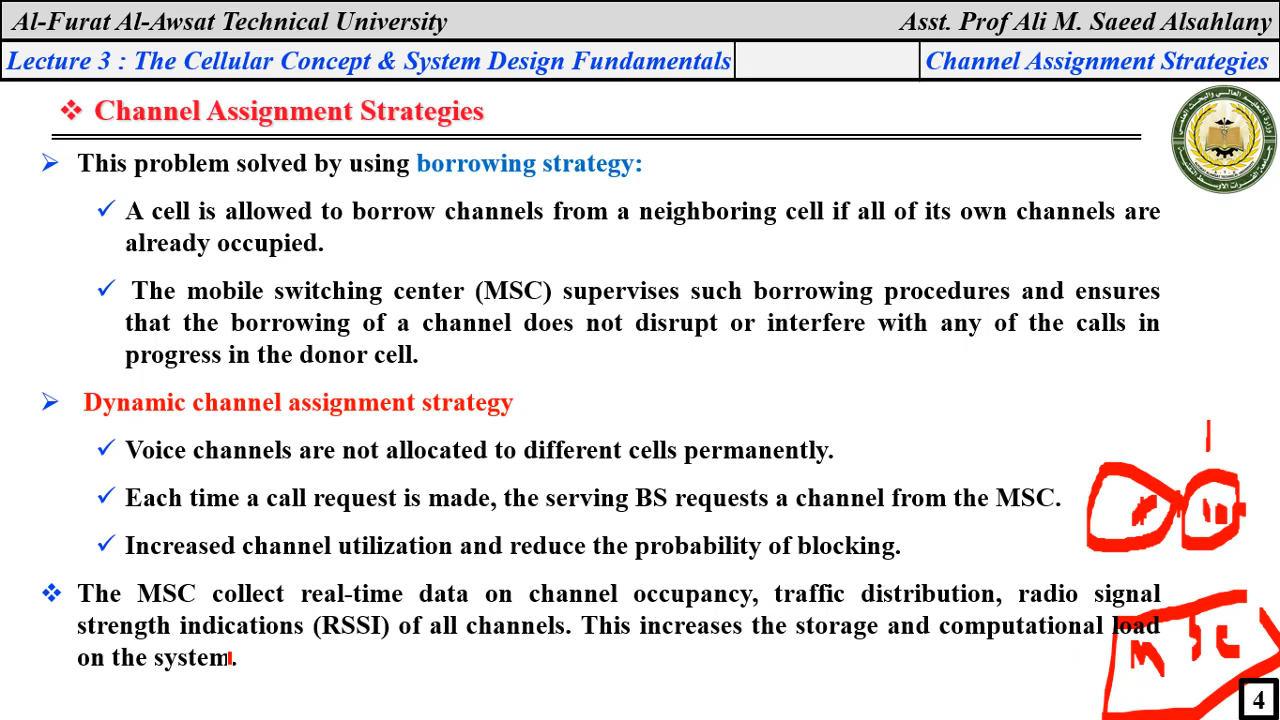 Al-Furat Al-Awsat Technical University
Asst. Prof Ali M. Saeed Alsahlany
Lecture 3 : The Cellular Concept & System Design Fundamentals
Channel Assignment Strategies
Channel Assignment Strategies
This problem solved by using borrowing strategy:
A cell is allowed to borrow channels from a neighboring cell if all of its own channels are
already occupied.
The mobile switching center (MSC) supervises such borrowing procedures and ensures
that the borrowing of a channel does not disrupt or interfere with any of the calls in
progress in the donor cell.
Dynamic channel assignment strategy
Voice channels are not allocated to different cells permanently.
Each time a call request is made, the serving BS requests a channel from the MSC.
Increased channel utilization and reduce the probability of blocking.
The MSC collect real-time data on channel occupancy, traffic distribution, radio signal
strength indications (RSSI) of all channels. This increases the storage and computational load
on the system.
MSC
4